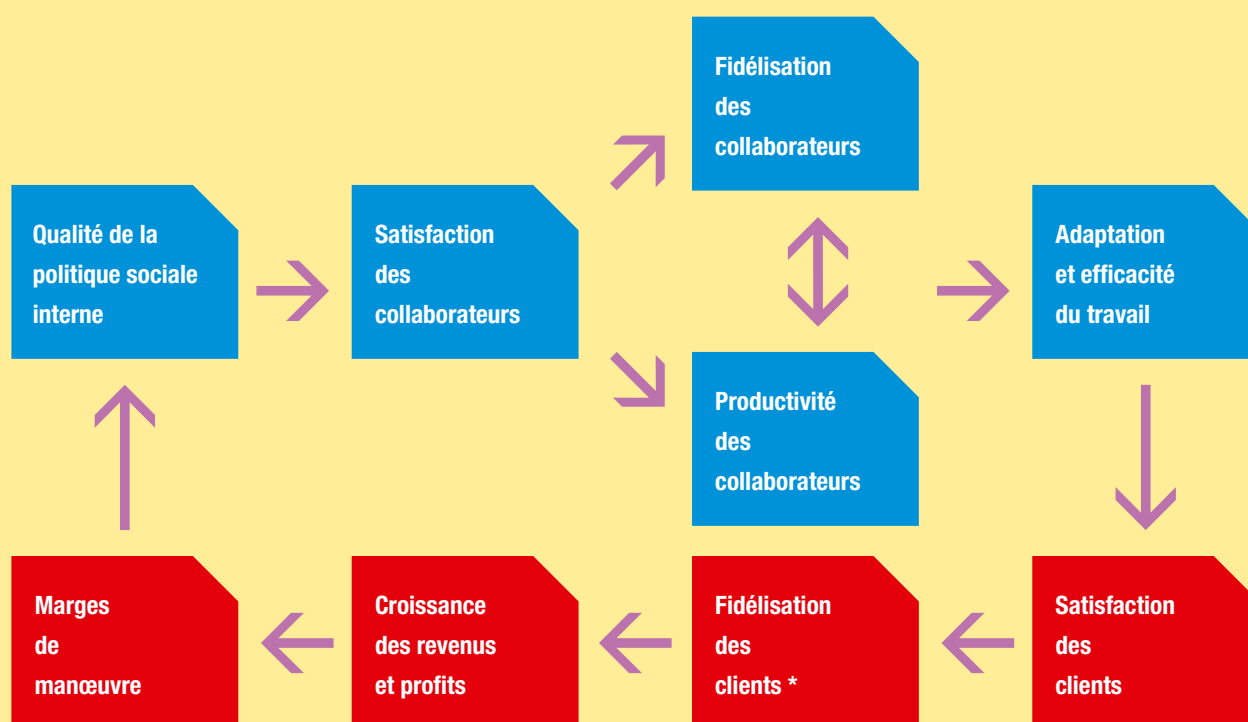 Fidélisation
des
collaborateurs
Qualité de la
politique sociale
interne
Satisfaction
des
collaborateurs
Adaptation
et efficacité
du travail
Productivité
des
collaborateurs
Marges
de
manœuvre
Croissance
des revenus
et profits
Fidélisation
des
clients *
Satisfaction
des
clients